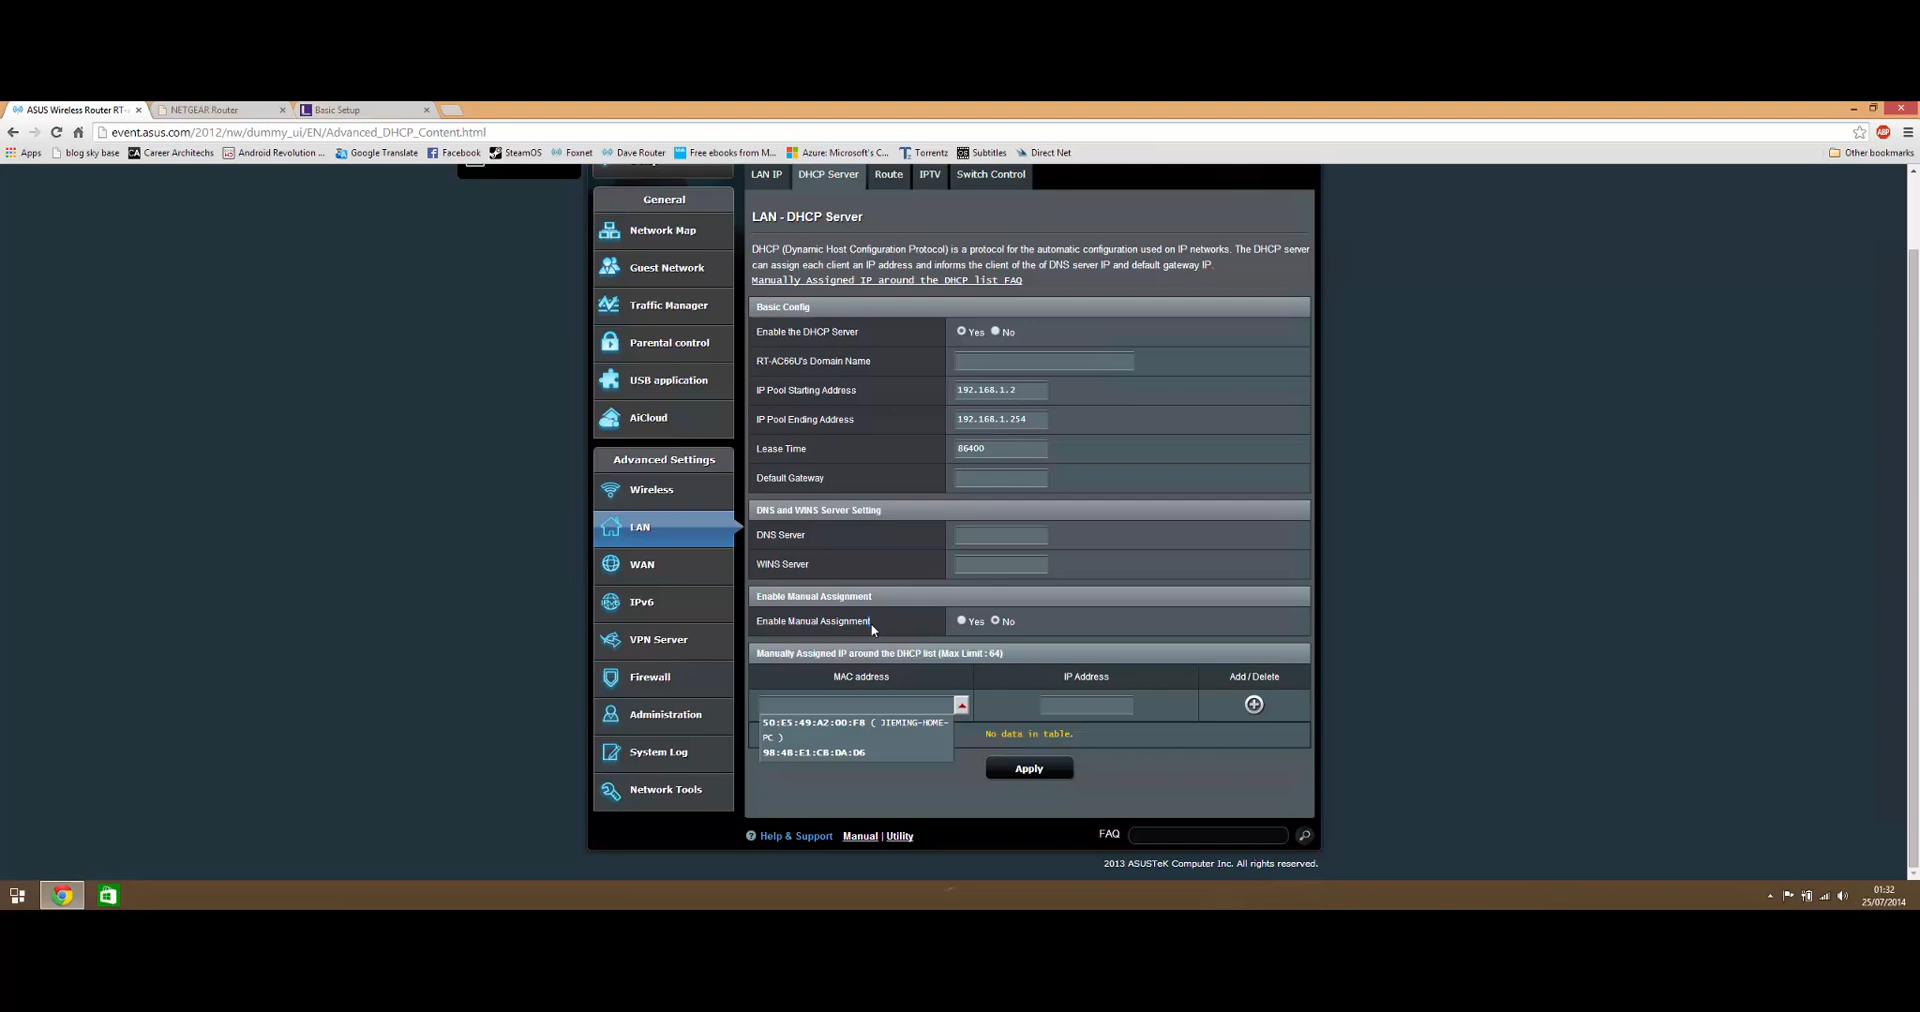 ASUS Wireless Router RT-
NETGEAR Router
Basic Setup
event.asus.com/2012/nw/dummy_ui/EN/Advanced_DHCP_Content.html
ABP
Apps
blog sky base
CA Career Architechs
Android Revolution ...
Google Translate
Facebook
SteamOS
Foxnet
Dave Router
Free ebooks from M...
Azure: Microsoft's C...
Torrentz
Subtitles
Direct Net
Other bookmarks
LAN IP
DHCP Server
Route
IPTV
Switch Control
General
Network Map
Guest Network
Traffic Manager
Parental control
USB application
AiCloud
Advanced Settings
Wireless
LAN
WAN
IPv6
VPN Server
Firewall
Administration
System Log
Network Tools
LAN - DHCP Server
DHCP (Dynamic Host Configuration Protocol) is a protocol for the automatic configuration used on IP networks. The DHCP server
can assign each client an IP address and informs the client of the of DNS server IP and default gateway IP.
Manually Assigned IP around the DHCP list FAQ
Basic Config
Enable the DHCP Server Yes No
RT-AC66U's Domain Name
IP Pool Starting Address 192.168.1.2
IP Pool Ending Address 192.168.1.254
Lease Time 86400
Default Gateway
DNS and WINS Server Setting
DNS Server
WINS Server
Enable Manual Assignment
Enable Manual Assignment Yes No
Manually Assigned IP around the DHCP list (Max Limit : 64)
MAC address IP Address Add / Delete
50:E5:49:A2:00:F8 ( JIEMING-HOME-
PC )
98:4B:E1:CB:DA:D6
No data in table.
Apply
Help & Support Manual | Utility
FAQ
2013 ASUSTeK Computer Inc. All rights reserved.
01:32
25/07/2014